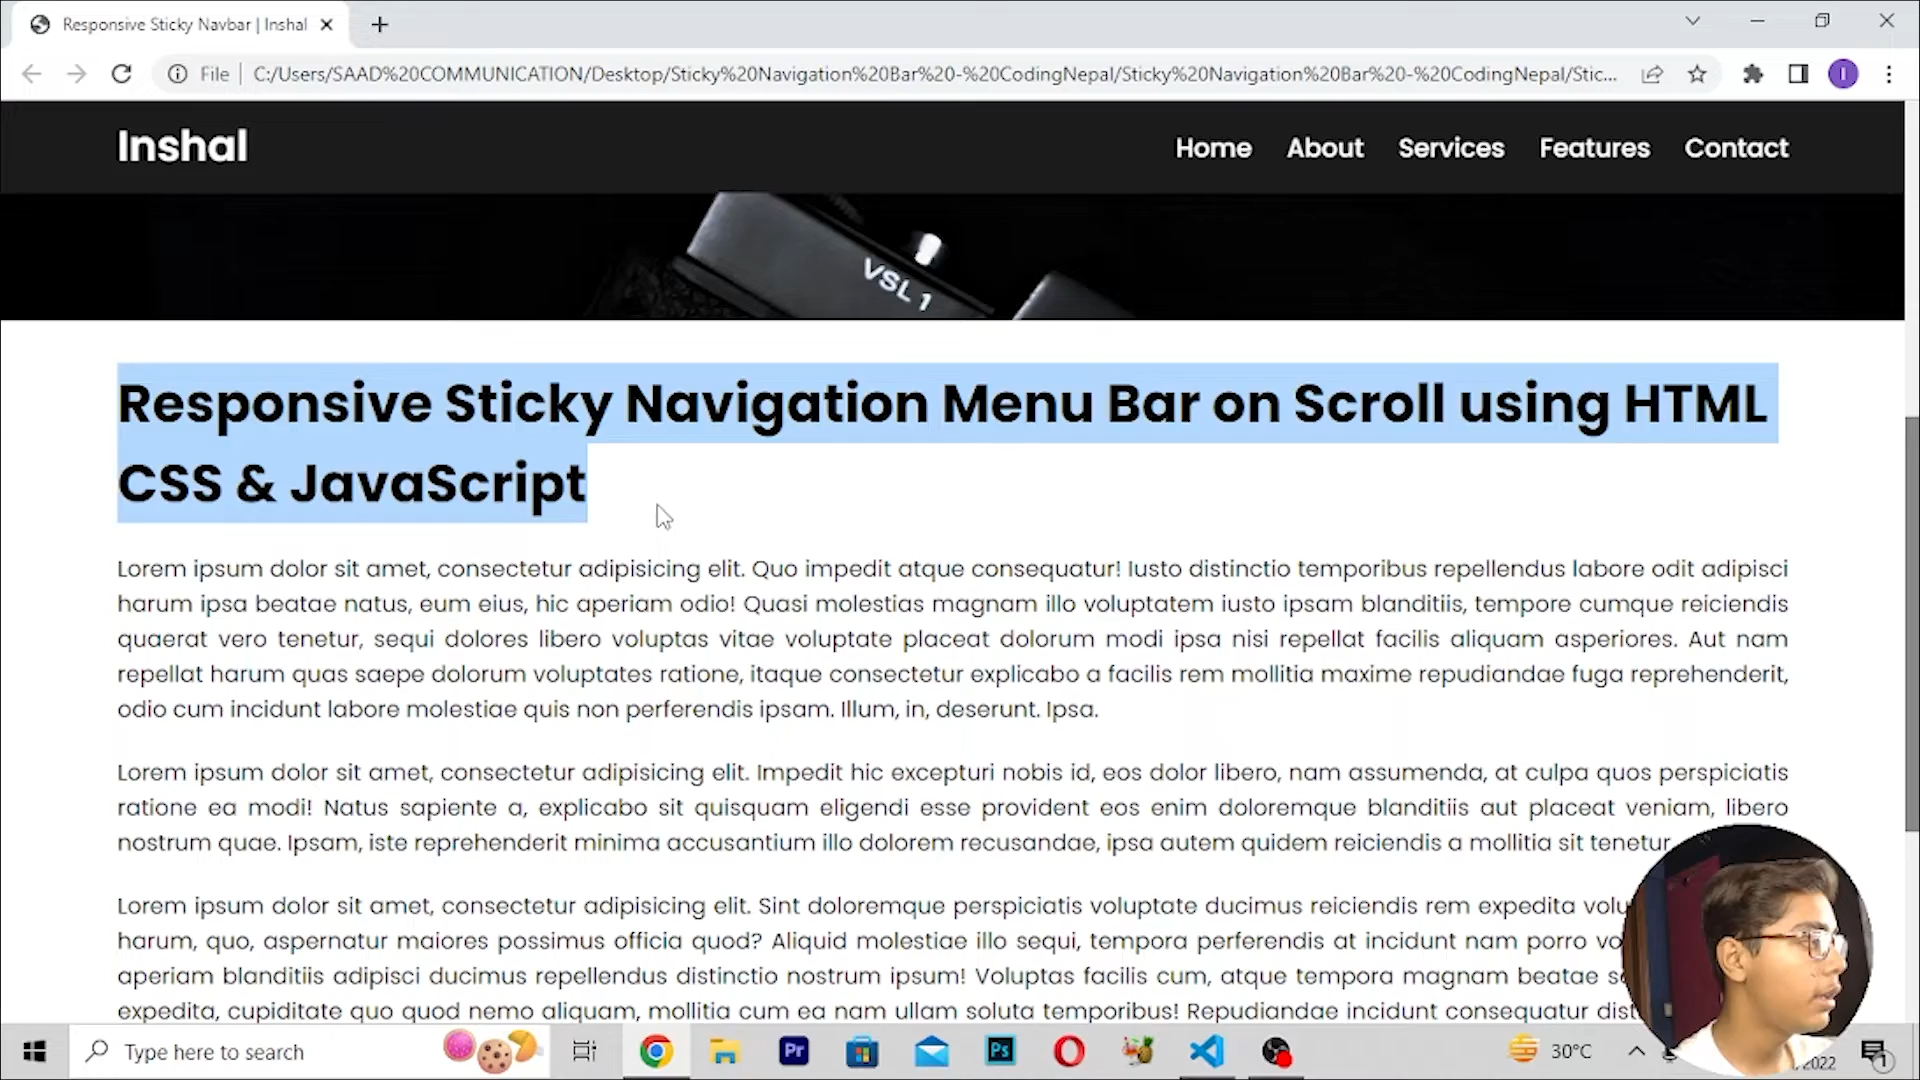 Responsive Sticky Navbar | Inshal
File
C:/Users/SAAD%20COMMUNICATION/Desktop/Sticky%20Navigation%20Bar%20-%20CodingNepal/Sticky%20Navigation%20Bar%20-%20CodingNepal/Stic...
I
Inshal
Home About Services Features Contact
VSL 1
Responsive Sticky Navigation Menu Bar on Scroll using HTML
CSS & JavaScript
Lorem ipsum dolor sit amet, consectetur adipisicing elit. Quo impedit atque consequatur! Iusto distinctio temporibus repellendus labore odit adipisci
harum ipsa beatae natus, eum eius, hic aperiam odio! Quasi molestias magnam illo voluptatem iusto ipsam blanditiis, tempore cumque reiciendis
quaerat vero tenetur, sequi dolores libero voluptas vitae voluptate placeat dolorum modi ipsa nisi repellat facilis aliquam asperiores. Aut nam
repellat harum quas saepe dolorum voluptates ratione, itaque consectetur explicabo a facilis rem mollitia maxime repudiandae fuga reprehenderit,
odio cum incidunt labore molestiae quis non perferendis ipsam. Illum, in, deserunt. Ipsa.
Lorem ipsum dolor sit amet, consectetur adipisicing elit. Impedit hic excepturi nobis id, eos dolor libero, nam assumenda, at culpa quos perspiciatis
ratione ea modi! Natus sapiente a, explicabo sit quisquam eligendi esse provident eos enim doloremque blanditiis aut placeat veniam, libero
nostrum quae. Ipsam, iste reprehenderit minima accusantium illo dolorem recusandae, ipsa autem quidem reiciendis a mollitia sit tenetur
Lorem ipsum dolor sit amet, consectetur adipisicing elit. Sint doloremque perspiciatis voluptate ducimus reiciendis rem expedita
harum, quo, aspernatur maiores possimus officia quod? Aliquid molestiae illo sequi, tempora perferendis at incidunt nam porro
aperiam blanditiis adipisci ducimus repellendus distinctio nostrum ipsum! Voluptas facilis cum, atque tempora magnam beatae
expedita, cupiditate quo quod nemo aliquam, mollitia cum ea nam ullam soluta temporibus! Repudiandae incidunt consequatur
Type here to search
Pr
Ps
30°C
2022
1